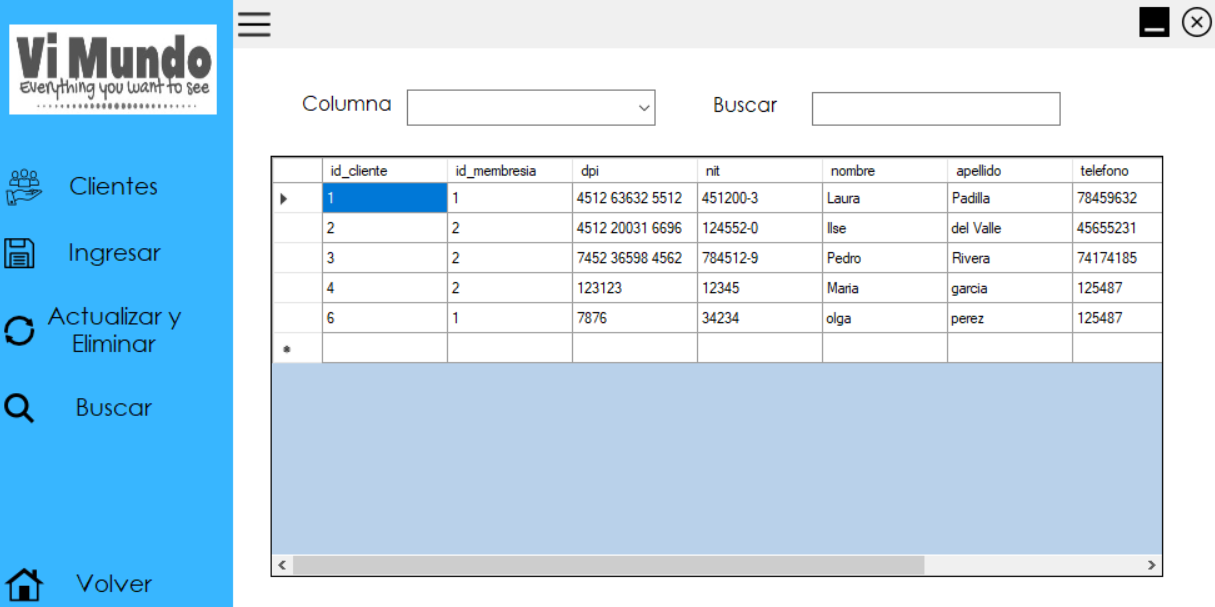 Vi Mundo
Everything you want to see
Clientes
Ingresar
Actualizar y
Eliminar
Buscar
Volver
Columna Buscar
id_cliente id_membresia dpi nit nombre apellido telefono
1 1 4512 63632 5512 451200-3 Laura Padilla 78459632
2 2 4512 20031 6696 124552-0 Ilse del Valle 45655231
3 2 7452 36598 4562 784512-9 Pedro Rivera 74174185
4 2 123123 12345 Maria garcia 125487
6 1 7876 34234 olga perez 125487